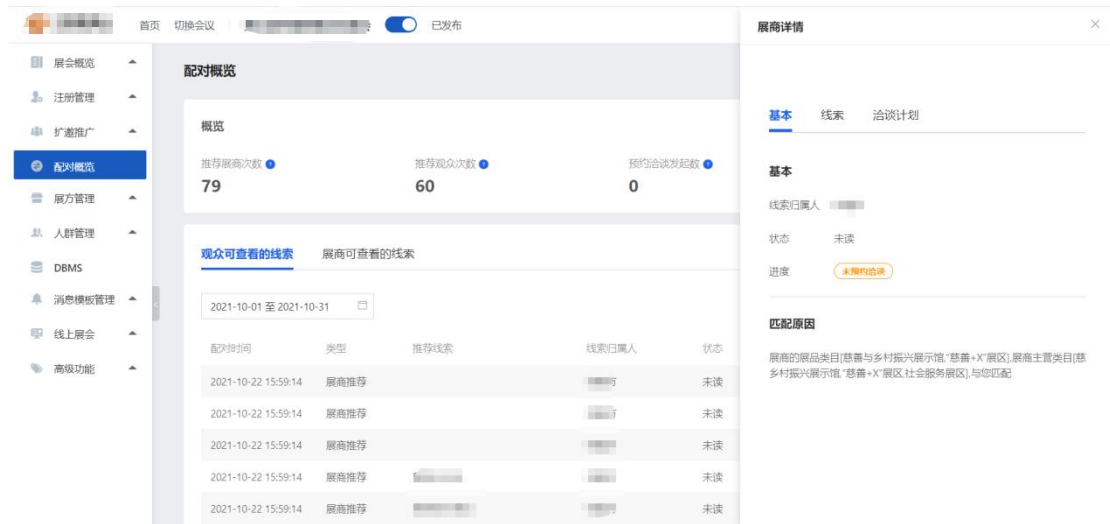 首页 切换会议 已发布
展会概览
注册管理
扩邀推广
配对概览
展方管理
人群管理
DBMS
消息模板管理
线上展会
高级功能
配对概览
概览
推荐展商次数 推荐观众次数 预约洽谈发起数
79 60 0
观众可查看的线索 展商可查看的线索
2021-10-01 至 2021-10-31
配对时间 类型 推荐线索 线索归属人 状态
2021-10-22 15:59:14 展商推荐 未读
2021-10-22 15:59:14 展商推荐 未读
2021-10-22 15:59:14 展商推荐 未读
2021-10-22 15:59:14 展商推荐 未读
2021-10-22 15:59:14 展商推荐 未读
展商详情
基本 线索 洽谈计划
基本
线索归属人
状态 未读
进度 未预约洽谈
匹配原因
展商的展品类目[慈善与乡村振兴展示馆,"慈善+X"展区],展商主营类目[慈
乡村振兴展示馆,"慈善+X"展区,社会服务展区],与您匹配